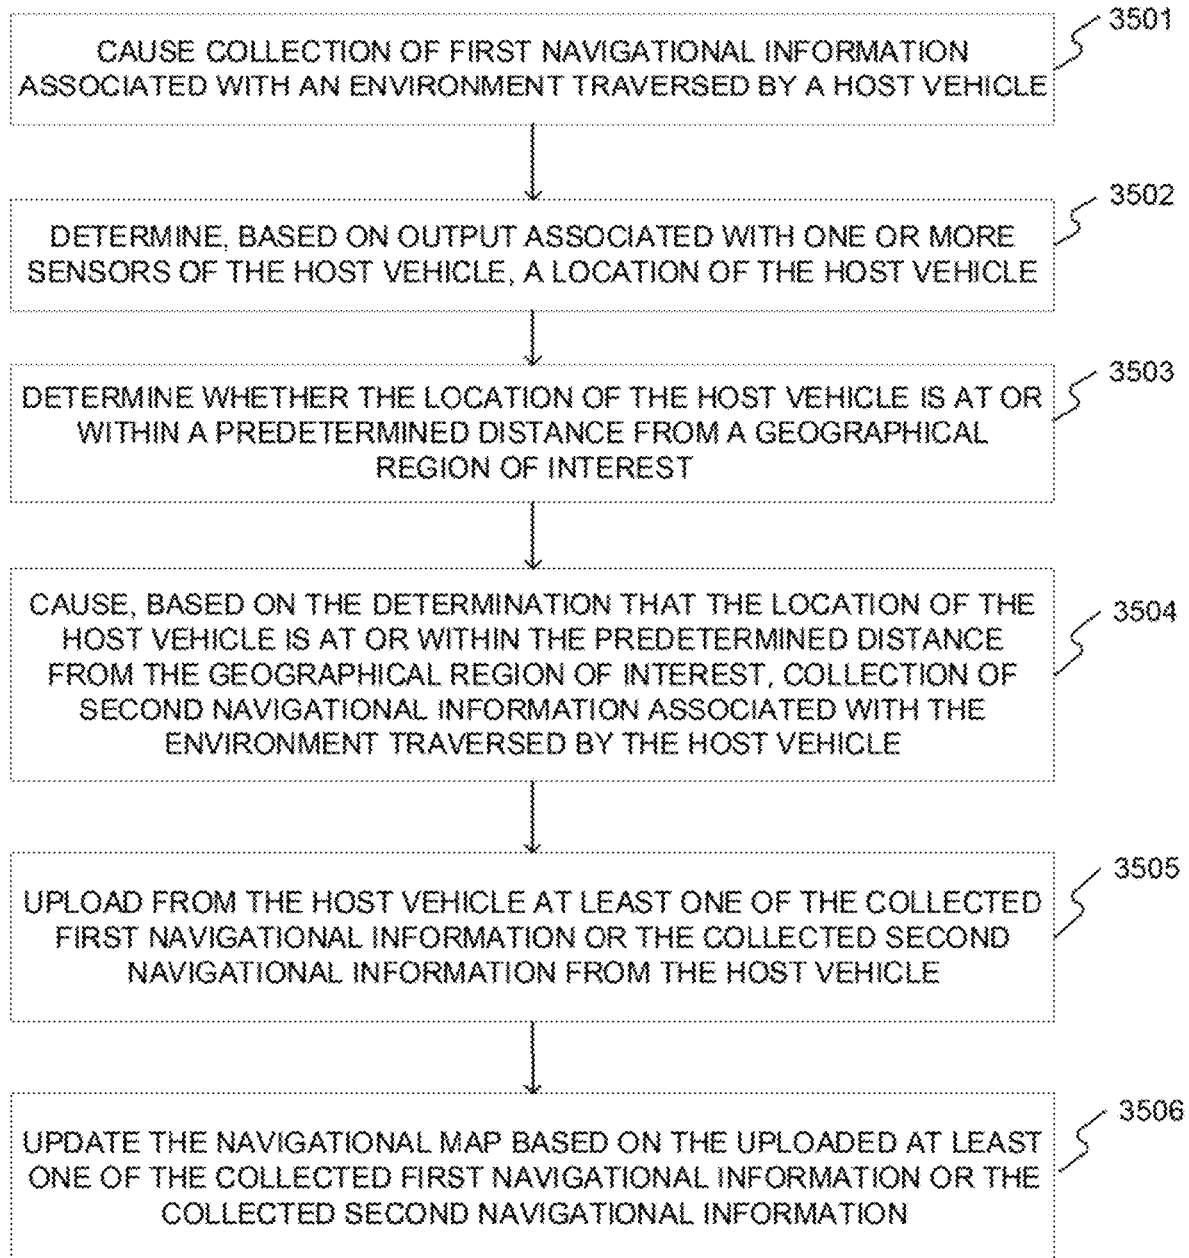 3501
CAUSE COLLECTION OF FIRST NAVIGATIONAL INFORMATION
ASSOCIATED WITH AN ENVIRONMENT TRAVERSED BY A HOST VEHICLE
3502
DETERMINE, BASED ON OUTPUT ASSOCIATED WITH ONE OR MORE
SENSORS OF THE HOST VEHICLE, A LOCATION OF THE HOST VEHICLE
3503
DETERMINE WHETHER THE LOCATION OF THE HOST VEHICLE IS AT OR
WITHIN A PREDETERMINED DISTANCE FROM A GEOGRAPHICAL
REGION OF INTEREST
3504
CAUSE, BASED ON THE DETERMINATION THAT THE LOCATION OF THE
HOST VEHICLE IS AT OR WITHIN THE PREDETERMINED DISTANCE
FROM THE GEOGRAPHICAL REGION OF INTEREST, COLLECTION OF
SECOND NAVIGATIONAL INFORMATION ASSOCIATED WITH THE
ENVIRONMENT TRAVERSED BY THE HOST VEHICLE
3505
UPLOAD FROM THE HOST VEHICLE AT LEAST ONE OF THE COLLECTED
FIRST NAVIGATIONAL INFORMATION OR THE COLLECTED SECOND
NAVIGATIONAL INFORMATION FROM THE HOST VEHICLE
3506
UPDATE THE NAVIGATIONAL MAP BASED ON THE UPLOADED AT LEAST
ONE OF THE COLLECTED FIRST NAVIGATIONAL INFORMATION OR THE
COLLECTED SECOND NAVIGATIONAL INFORMATION